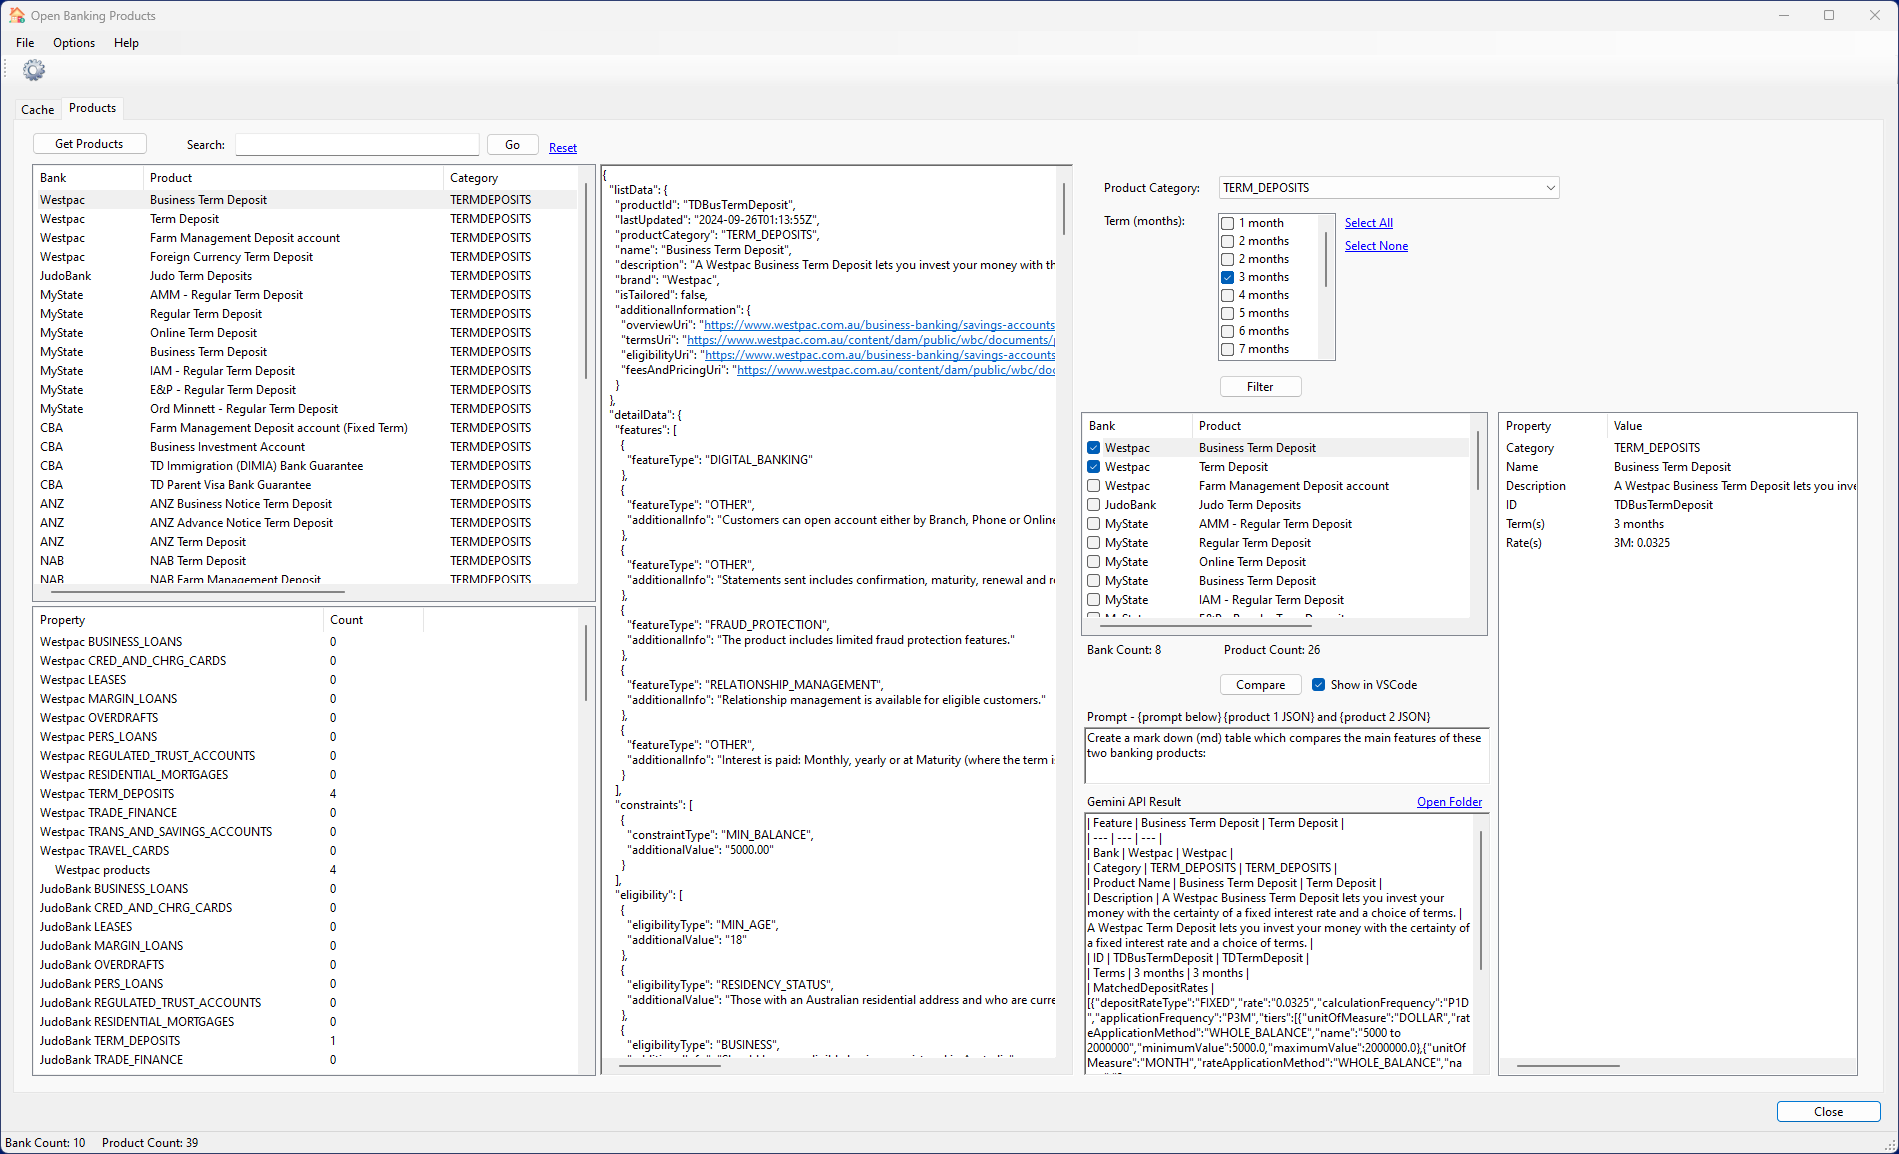 Open Banking Products
File Options Help
Cache Products
Get Products Search: Go Reset
Bank Product Category
Westpac Business Term Deposit TERMDEPOSITS
Westpac Term Deposit TERMDEPOSITS
Westpac Farm Management Deposit account TERMDEPOSITS
Westpac Foreign Currency Term Deposit TERMDEPOSITS
JudoBank Judo Term Deposits TERMDEPOSITS
MyState AMM - Regular Term Deposit TERMDEPOSITS
MyState Regular Term Deposit TERMDEPOSITS
MyState Online Term Deposit TERMDEPOSITS
MyState Business Term Deposit TERMDEPOSITS
MyState IAM - Regular Term Deposit TERMDEPOSITS
MyState E&P - Regular Term Deposit TERMDEPOSITS
MyState Ord Minnett - Regular Term Deposit TERMDEPOSITS
CBA Farm Management Deposit account (Fixed Term) TERMDEPOSITS
CBA Business Investment Account TERMDEPOSITS
CBA TD Immigration (DIMIA) Bank Guarantee TERMDEPOSITS
CBA TD Parent Visa Bank Guarantee TERMDEPOSITS
ANZ ANZ Business Notice Term Deposit TERMDEPOSITS
ANZ ANZ Advance Notice Term Deposit TERMDEPOSITS
ANZ ANZ Term Deposit TERMDEPOSITS
NAB NAB Term Deposit TERMDEPOSITS
NAB NAB Farm Management Deposit TERMDEPOSITS
Property Count
Westpac BUSINESS_LOANS 0
Westpac CRED_AND_CHRG_CARDS 0
Westpac LEASES 0
Westpac MARGIN_LOANS 0
Westpac OVERDRAFTS 0
Westpac PERS_LOANS 0
Westpac REGULATED_TRUST_ACCOUNTS 0
Westpac RESIDENTIAL_MORTGAGES 0
Westpac TERM_DEPOSITS 4
Westpac TRADE_FINANCE 0
Westpac TRANS_AND_SAVINGS_ACCOUNTS 0
Westpac TRAVEL_CARDS 0
Westpac products 4
JudoBank BUSINESS_LOANS 0
JudoBank CRED_AND_CHRG_CARDS 0
JudoBank LEASES 0
JudoBank MARGIN_LOANS 0
JudoBank OVERDRAFTS 0
JudoBank PERS_LOANS 0
JudoBank REGULATED_TRUST_ACCOUNTS 0
JudoBank RESIDENTIAL_MORTGAGES 0
JudoBank TERM_DEPOSITS 1
JudoBank TRADE_FINANCE 0
{
"listData": {
"productId": "TDBusTermDeposit",
"lastUpdated": "2024-09-26T01:13:55Z",
"productCategory": "TERM_DEPOSITS",
"name": "Business Term Deposit",
"description": "A Westpac Business Term Deposit lets you invest your money with th
"brand": "Westpac",
"isTailored": false,
"additionalInformation": {
"overviewUri": "https://www.westpac.com.au/business-banking/savings-accounts
"termsUri": "https://www.westpac.com.au/content/dam/public/wbc/documents/p
"eligibilityUri": "https://www.westpac.com.au/business-banking/savings-accounts
"feesAndPricingUri": "https://www.westpac.com.au/content/dam/public/wbc/doc
}
},
"detailData": {
"features": [
{
"featureType": "DIGITAL_BANKING"
},
{
"featureType": "OTHER",
"additionalInfo": "Customers can open account either by Branch, Phone or Online
},
{
"featureType": "OTHER",
"additionalInfo": "Statements sent includes confirmation, maturity, renewal and re
},
{
"featureType": "FRAUD_PROTECTION",
"additionalInfo": "The product includes limited fraud protection features."
},
{
"featureType": "RELATIONSHIP_MANAGEMENT",
"additionalInfo": "Relationship management is available for eligible customers."
},
{
"featureType": "OTHER",
"additionalInfo": "Interest is paid: Monthly, yearly or at Maturity (where the term i
}
],
"constraints": [
{
"constraintType": "MIN_BALANCE",
"additionalValue": "5000.00"
}
],
"eligibility": [
{
"eligibilityType": "MIN_AGE",
"additionalValue": "18"
},
{
"eligibilityType": "RESIDENCY_STATUS",
"additionalValue": "Those with an Australian residential address and who are curre
},
{
"eligibilityType": "BUSINESS",
Product Category: TERM_DEPOSITS
Term (months):
1 month
2 months
2 months
3 months
4 months
5 months
6 months
7 months
Select All
Select None
Filter
Bank Product
Westpac Business Term Deposit
Westpac Term Deposit
Westpac Farm Management Deposit account
JudoBank Judo Term Deposits
MyState AMM - Regular Term Deposit
MyState Regular Term Deposit
MyState Online Term Deposit
MyState Business Term Deposit
MyState IAM - Regular Term Deposit
Bank Count: 8 Product Count: 26
Compare Show in VSCode
Prompt - {prompt below} {product 1 JSON} and {product 2 JSON}
Create a mark down (md) table which compares the main features of these
two banking products:
Gemini API Result Open Folder
| Feature | Business Term Deposit | Term Deposit |
| --- | --- | --- |
| Bank | Westpac | Westpac |
| Category | TERM_DEPOSITS | TERM_DEPOSITS |
| Product Name | Business Term Deposit | Term Deposit |
| Description | A Westpac Business Term Deposit lets you invest your
money with the certainty of a fixed interest rate and a choice of terms. |
A Westpac Term Deposit lets you invest your money with the certainty of
a fixed interest rate and a choice of terms. |
| ID | TDBusTermDeposit | TDTermDeposit |
| Terms | 3 months | 3 months |
| MatchedDepositRates |
[{"depositRateType":"FIXED","rate":"0.0325","calculationFrequency":"P1D
","applicationFrequency":"P3M","tiers":[{"unitOfMeasure":"DOLLAR","rat
eApplicationMethod":"WHOLE_BALANCE","name":"5000 to
2000000","minimumValue":5000.0,"maximumValue":2000000.0},{"unitOf
Measure":"MONTH","rateApplicationMethod":"WHOLE_BALANCE","na
Property Value
Category TERM_DEPOSITS
Name Business Term Deposit
Description A Westpac Business Term Deposit lets you inve
ID TDBusTermDeposit
Term(s) 3 months
Rate(s) 3M: 0.0325
Close
Bank Count: 10 Product Count: 39